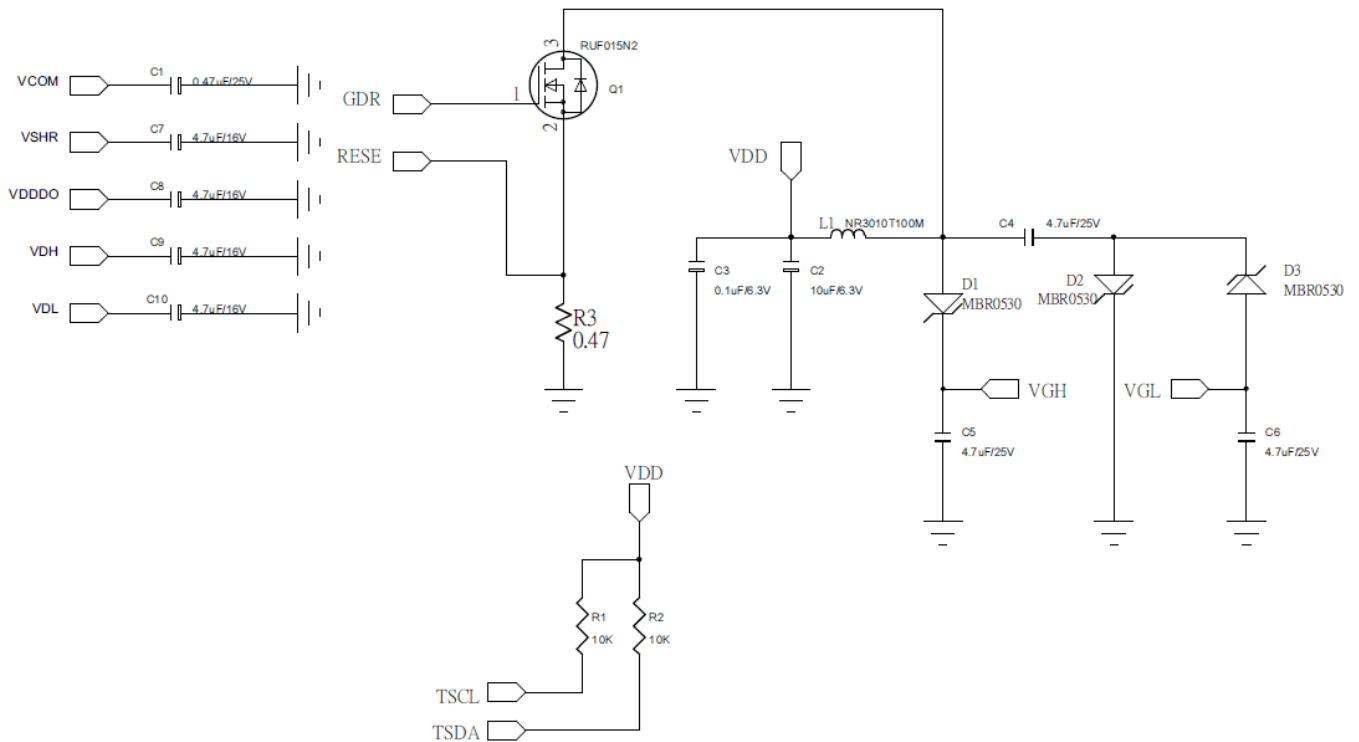 VCOM
C1
0.47uF/25V
VSHR
C7
4.7uF/16V
VDDDO
C8
4.7uF/16V
VDH
C9
4.7uF/16V
VDL
C10
4.7uF/16V
GDR
1
3
2
RUF015N2
Q1
RESE
R3
0.47
VDD
L1
NR3010T100M
C3
0.1uF/6.3V
C2
10uF/6.3V
C4
4.7uF/25V
D1
MBR0530
D2
MBR0530
D3
MBR0530
VGH
VGL
C5
4.7uF/25V
C6
4.7uF/25V
VDD
R1
10K
R2
10K
TSCL
TSDA